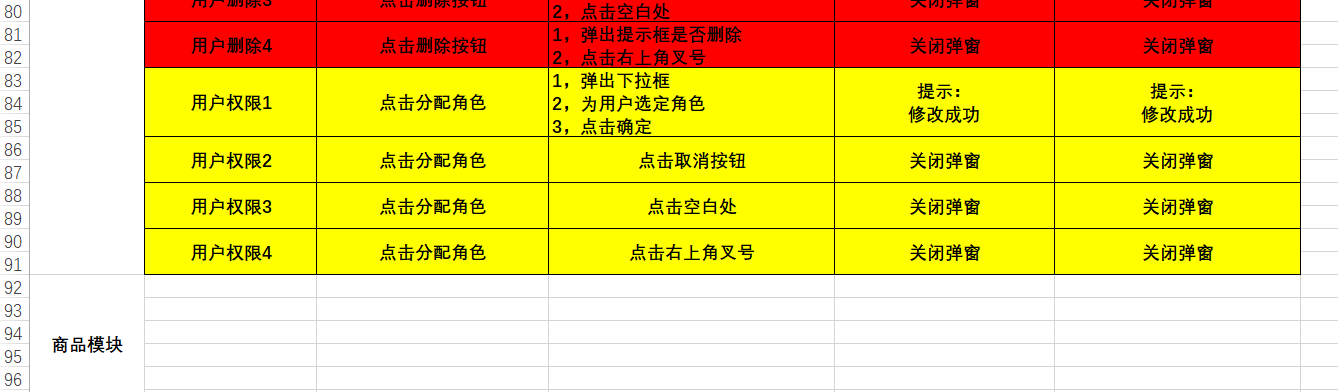 80
用户删除3
点击删除按钮
2，点击空白处
关闭弹窗
关闭弹窗
81
82
用户删除4
点击删除按钮
1，弹出提示框是否删除
2，点击右上角叉号
关闭弹窗
关闭弹窗
83
84
85
用户权限1
点击分配角色
1，弹出下拉框
2，为用户选定角色
3，点击确定
提示：
修改成功
提示：
修改成功
86
87
用户权限2
点击分配角色
点击取消按钮
关闭弹窗
关闭弹窗
88
89
用户权限3
点击分配角色
点击空白处
关闭弹窗
关闭弹窗
90
91
用户权限4
点击分配角色
点击右上角叉号
关闭弹窗
关闭弹窗
92
93
94
95
96
商品模块